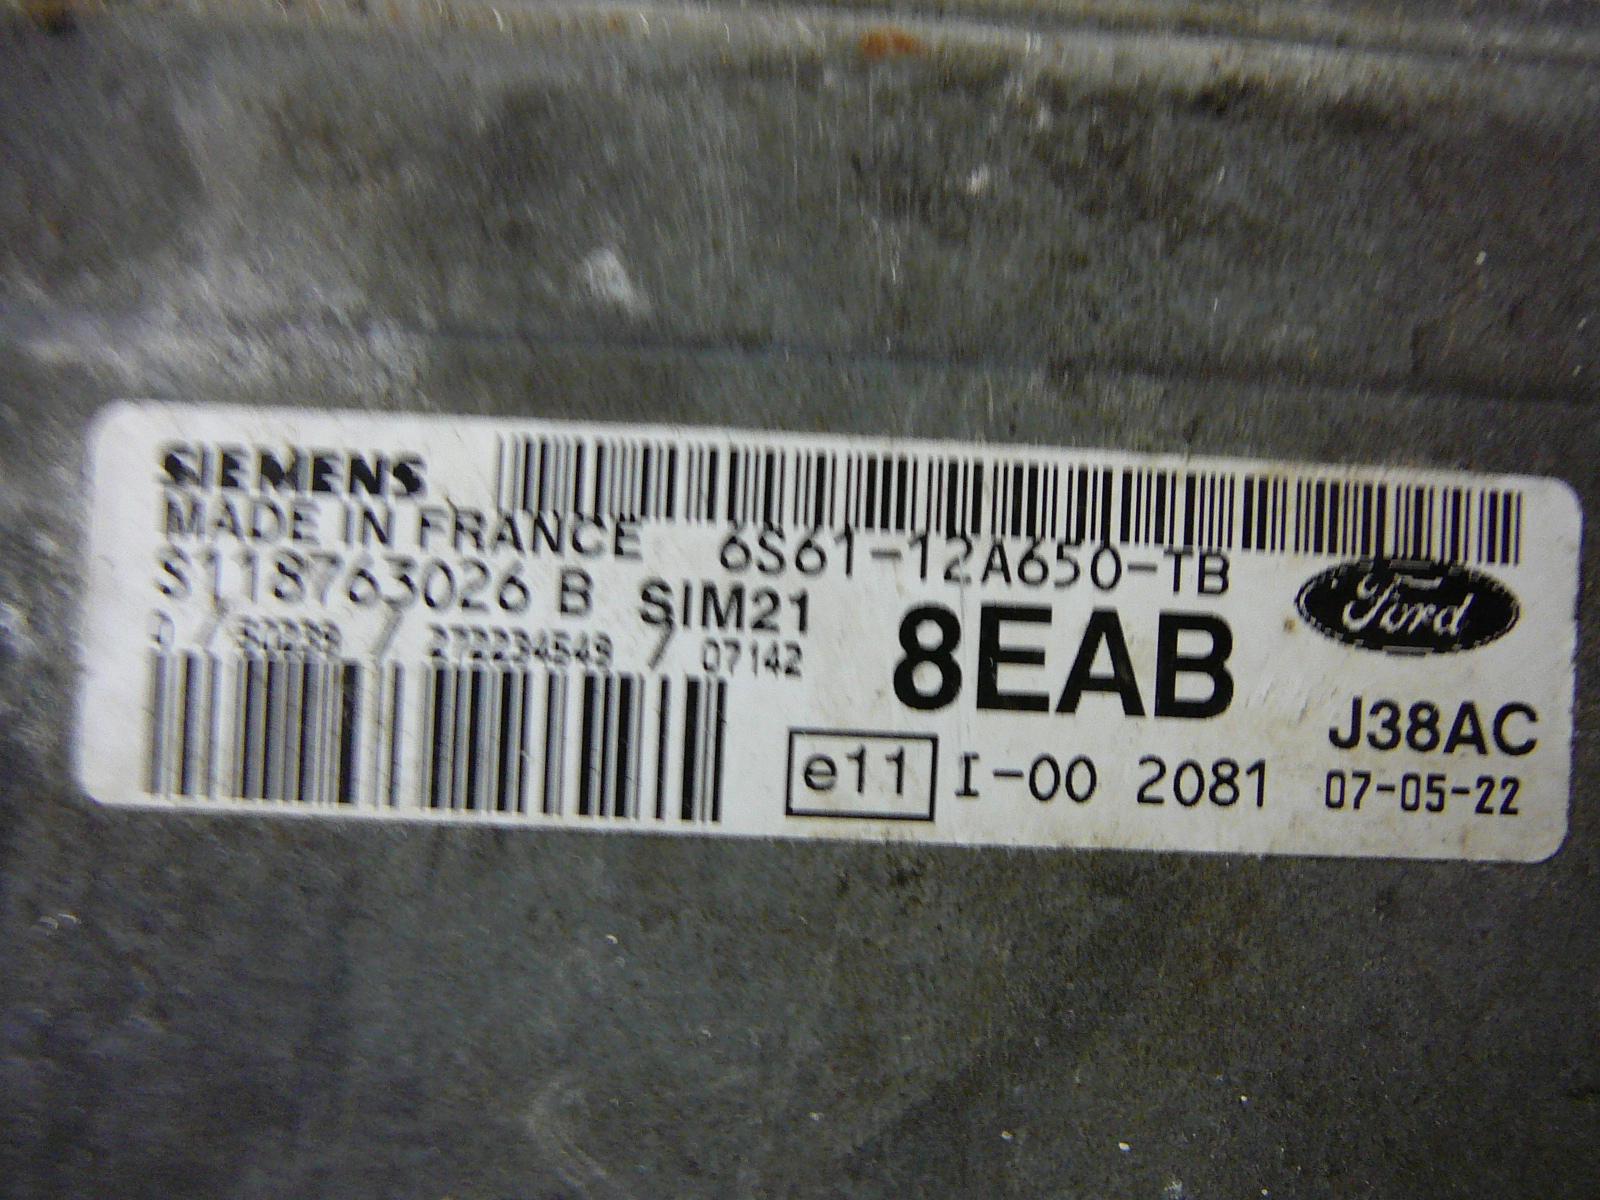 SIEMENS
MADE IN FRANCE 6S61-12A650-TB
S118763026 B SIM21 8EAB Ford
/ / 272234548 / 07142
J38AC
e11 I-00 2081 07-05-22